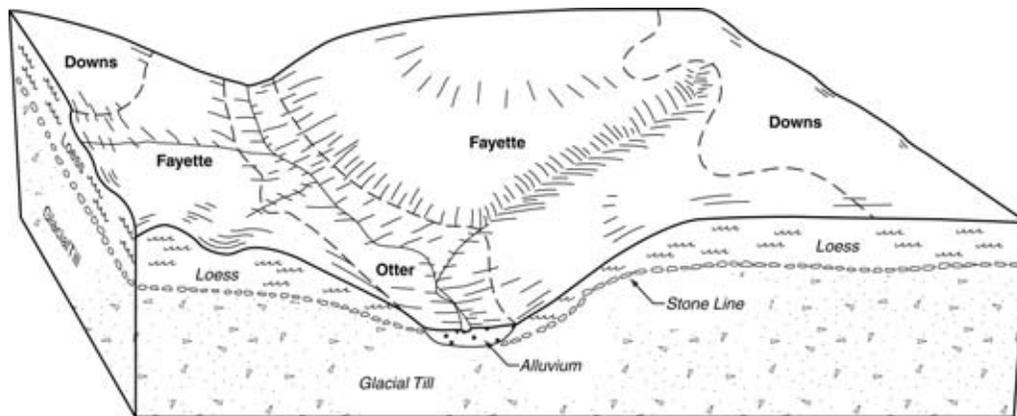 Downs
Fayette
Fayette
Downs
Loess
Glacial Till
Loess
Otter
Loess
Stone Line
Alluvium
Glacial Till